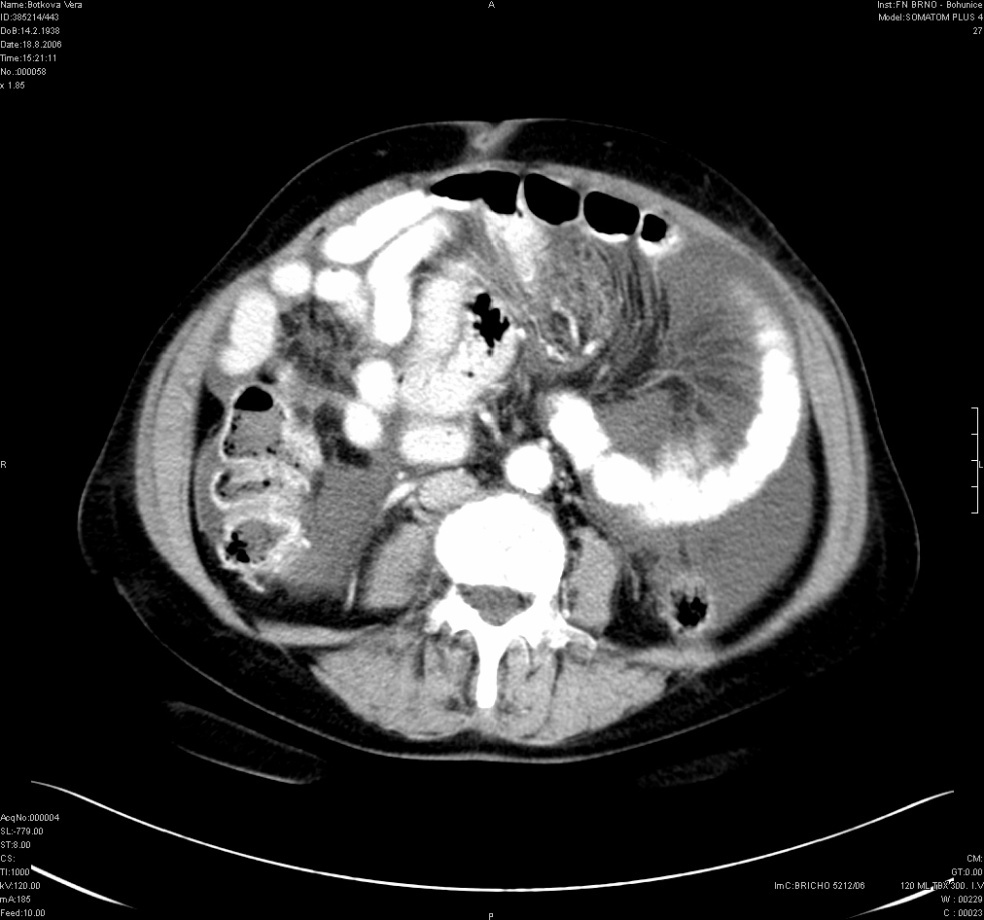 Name:Botkova Vera
ID:385214/443
DoB:14.2.1938
Date:18.8.2006
Time:15:21:11
No.:000058
x 1.85
A
Inst:FN BRNO - Bohunice
Model:SOMATOM PLUS 4
27
R
L
AcqNo:000004
SL:-779.00
ST:8.00
CS:
TI:1000
kV:120.00
mA:185
Feed:10.00
P
ImC:BRICHO 5212/06
CM:
GT:0.00
120 ML,TBX 300. I.V
W : 00229
C : 00023